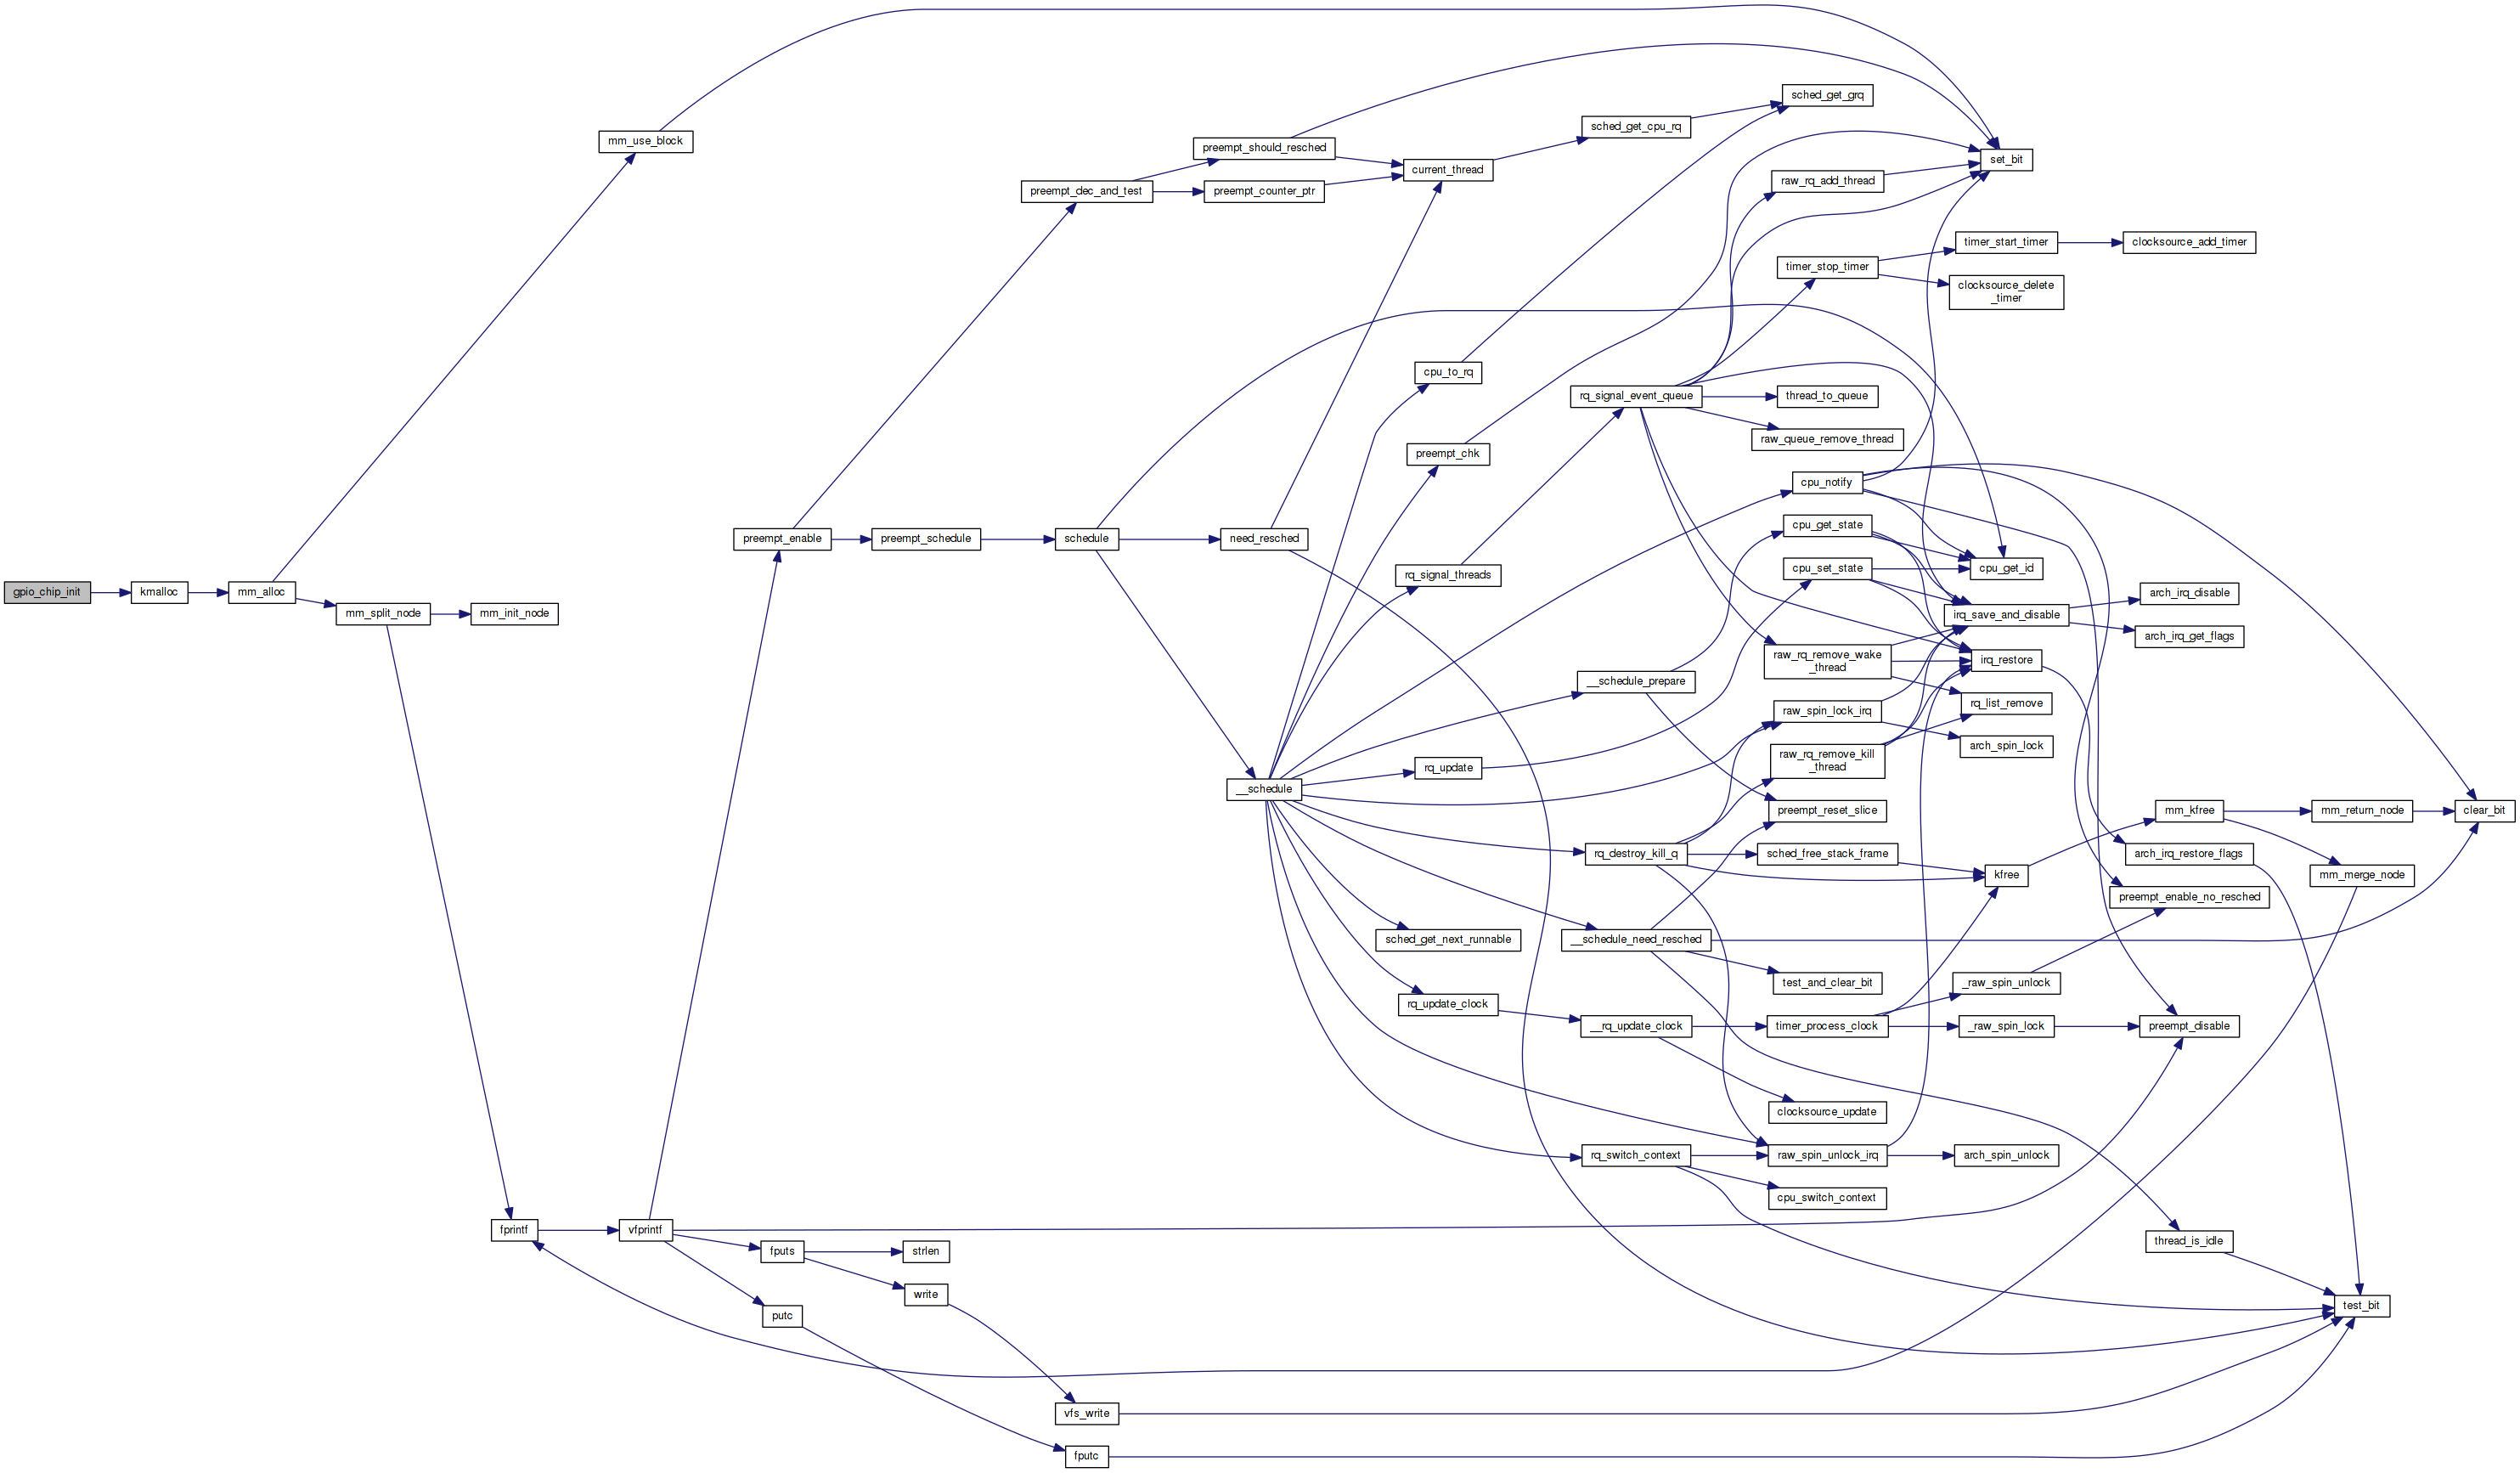 gpio_chip_init
kmalloc
mm_alloc
mm_use_block
mm_split_node
mm_init_node
fprintf
vfprintf
preempt_enable
fputs
putc
strlen
write
preempt_schedule
preempt_dec_and_test
schedule
vfs_write
fputc
preempt_should_resched
preempt_counter_ptr
need_resched
__schedule
current_thread
cpu_to_rq
preempt_chk
rq_signal_threads
rq_update
sched_get_next_runnable
rq_update_clock
sched_get_cpu_rq
rq_signal_event_queue
__schedule_prepare
rq_destroy_kill_q
__schedule_need_resched
__rq_update_clock
rq_switch_context
sched_get_grq
raw_rq_add_thread
timer_stop_timer
thread_to_queue
raw_queue_remove_thread
cpu_notify
cpu_get_state
cpu_set_state
raw_rq_remove_wake
_thread
raw_spin_lock_irq
raw_rq_remove_kill
_thread
preempt_reset_slice
sched_free_stack_frame
test_and_clear_bit
timer_process_clock
clocksource_update
raw_spin_unlock_irq
cpu_switch_context
set_bit
timer_start_timer
clocksource_delete
_timer
cpu_get_id
irq_save_and_disable
irq_restore
rq_list_remove
arch_spin_lock
kfree
_raw_spin_unlock
_raw_spin_lock
arch_spin_unlock
clocksource_add_timer
arch_irq_disable
arch_irq_get_flags
mm_kfree
arch_irq_restore_flags
preempt_enable_no_resched
preempt_disable
thread_is_idle
mm_return_node
mm_merge_node
test_bit
clear_bit